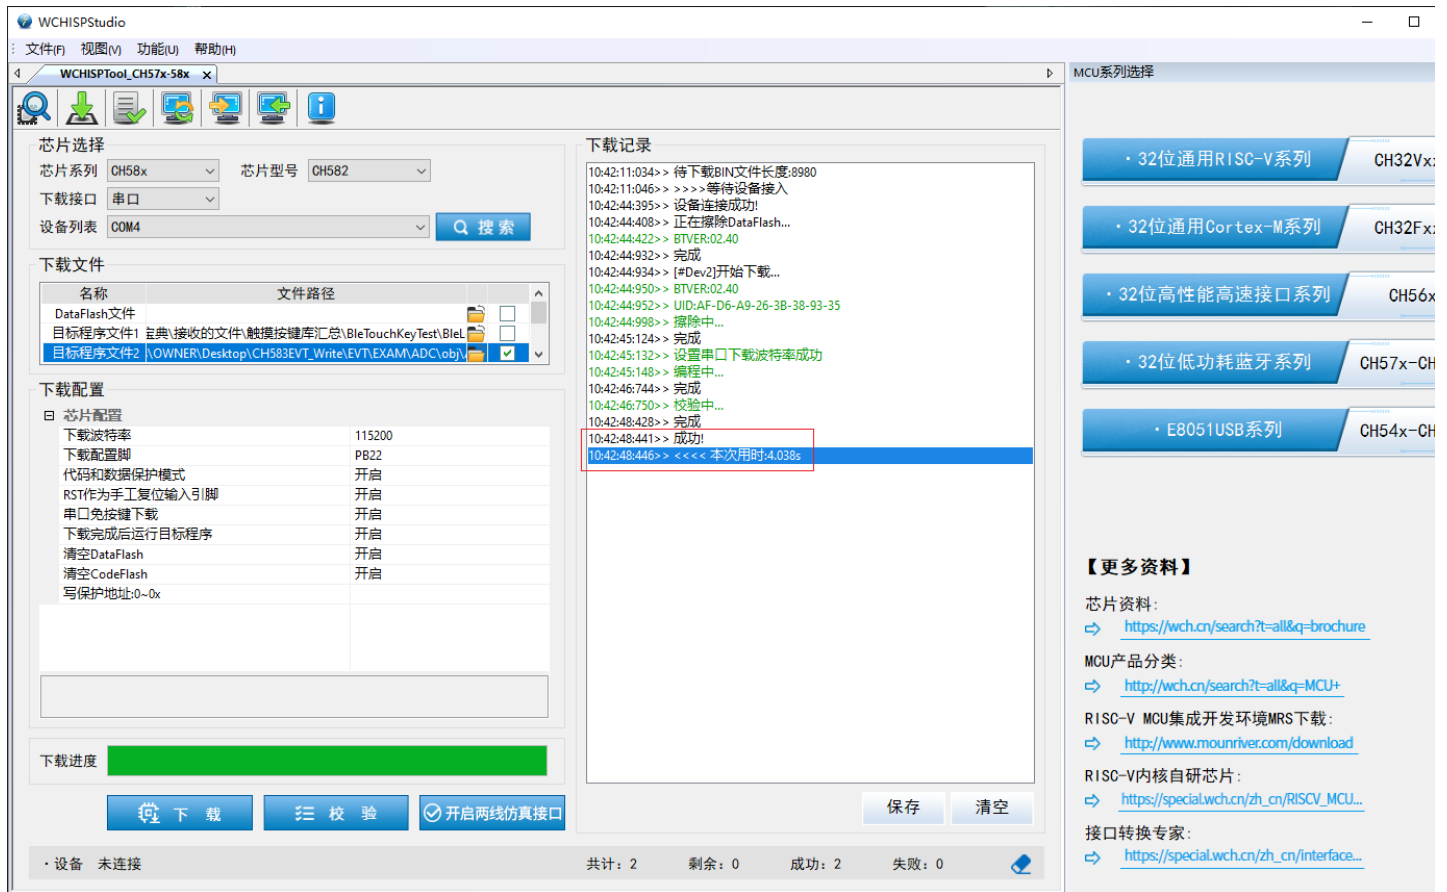 WCHISPStudio
文件(F) 视图(V) 功能(U) 帮助(H)
WCHISPTool_CH57x-58x
芯片选择
芯片系列 CH58x 芯片型号 CH582
下载接口 串口
设备列表 COM4 搜索
下载文件
名称 文件路径
DataFlash文件
目标程序文件1 宝典\接收的文件\触摸按键库汇总\BleTouchKeyTest\BleL
目标程序文件2 \OWNER\Desktop\CH583EVT_Write\EVT\EXAM\ADC\obj\
下载配置
芯片配置
下载波特率 115200
下载配置脚 PB22
代码和数据保护模式 开启
RST作为手工复位输入引脚 开启
串口免按键下载 开启
下载完成后运行目标程序 开启
清空DataFlash 开启
清空CodeFlash 开启
写保护地址:0~0x
下载进度
下载 校验 开启两线仿真接口
·设备 未连接
下载记录
10:42:11:034>> 待下载BIN文件长度:8980
10:42:11:046>> >>>>等待设备接入
10:42:44:395>> 设备连接成功!
10:42:44:408>> 正在擦除DataFlash...
10:42:44:422>> BTVER:02.40
10:42:44:932>> 完成
10:42:44:934>> [#Dev2]开始下载...
10:42:44:950>> BTVER:02.40
10:42:44:952>> UID:AF-D6-A9-26-3B-38-93-35
10:42:44:998>> 擦除中...
10:42:45:124>> 完成
10:42:45:132>> 设置串口下载波特率成功
10:42:45:148>> 编程中...
10:42:46:744>> 完成
10:42:46:750>> 校验中...
10:42:48:428>> 完成
10:42:48:441>> 成功!
10:42:48:446>> <<<< 本次用时:4.038s
保存 清空
共计: 2 剩余: 0 成功: 2 失败: 0
MCU系列选择
·32位通用RISC-V系列 CH32Vx
·32位通用Cortex-M系列 CH32Fx
·32位高性能高速接口系列 CH56x
·32位低功耗蓝牙系列 CH57x-CH
·E8051USB系列 CH54x-CH
【更多资料】
芯片资料:
https://wch.cn/search?t=all&q=brochure
MCU产品分类:
http://wch.cn/search?t=all&q=MCU+
RISC-V MCU集成开发环境MRS下载:
http://www.mounriver.com/download
RISC-V内核自研芯片:
https://special.wch.cn/zh_cn/RISCV_MCU...
接口转换专家:
https://special.wch.cn/zh_cn/interface...